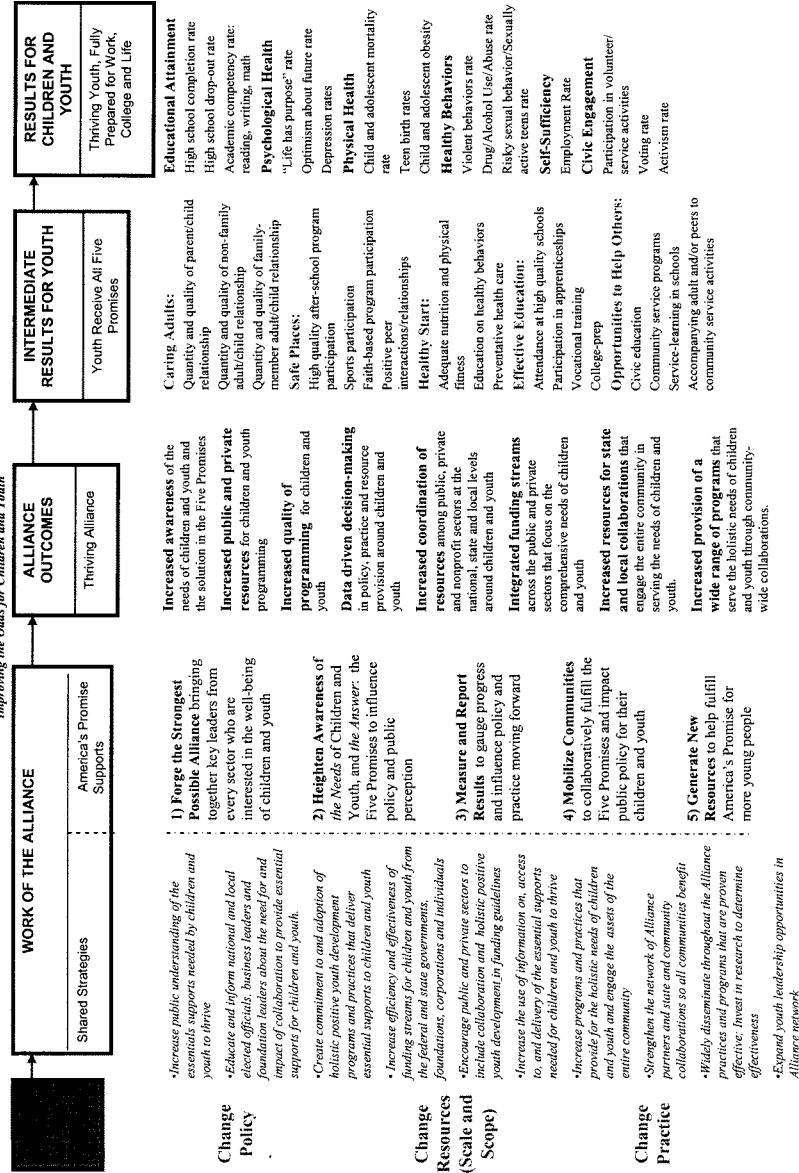 Improving the Odds for Children and Youth
WORK OF THE ALLIANCE
Shared Strategies
America's Promise
Supports
ALLIANCE
OUTCOMES
Thriving Alliance
INTERMEDIATE
RESULTS FOR YOUTH
Youth Receive All Five
Promises
RESULTS FOR
CHILDREN AND
YOUTH
Thriving Youth, Fully
Prepared for Work,
College and Life
Change
Policy
Change
Resources
(Scale and
Scope)
Change
Practice
•Increase public understanding of the
essentials supports needed by children and
youth to thrive
•Educate and inform national and local
elected officials, business leaders and
foundation leaders about the need for and
impact of collaboration to provide essential
supports for children and youth.
•Create commitment to and adoption of
holistic positive youth development
programs and practices that deliver
essential supports to children and youth
• Increase efficiency and effectiveness of
funding streams for children and youth from
the federal and state governments,
foundations, corporations and individuals
•Encourage public and private sectors to
include collaboration and holistic positive
youth development in funding guidelines
•Increase the use of information on, access
to, and delivery of the essential supports
needed for children and youth to thrive
•Increase programs and practices that
provide for the holistic needs of children
and youth and engage the assets of the
entire community
•Strengthen the network of Alliance
partners and state and community
collaborations so all communities benefit
•Widely disseminate throughout the Alliance
practices and programs that are proven
effective; Invest in research to determine
effectiveness
•Expand youth leadership opportunities in
Alliance network
1) Forge the Strongest
Possible Alliance bringing
together key leaders from
every sector who are
interested in the well-being
of children and youth
2) Heighten Awareness of
the Needs of Children and
Youth, and the Answer: the
Five Promises to influence
policy and public
perception
3) Measure and Report
Results to gauge progress
and influence policy and
practice moving forward
4) Mobilize Communities
to collaboratively fulfill the
Five Promises and impact
public policy for their
children and youth
5) Generate New
Resources to help fulfill
America's Promise for
more young people
Increased awareness of the
needs of children and youth and
the solution in the Five Promises
Increased public and private
resources for children and youth
programming
Increased quality of
programming for children and
youth
Data driven decision-making
in policy, practice and resource
provision around children and
youth
Increased coordination of
resources among public, private
and nonprofit sectors at the
national, state and local levels
around children and youth
Integrated funding streams
across the public and private
sectors that focus on the
comprehensive needs of children
and youth
Increased resources for state
and local collaborations that
engage the entire community in
serving the needs of children and
youth.
Increased provision of a
wide range of programs that
serve the holistic needs of children
and youth through community-
wide collaborations.
Caring Adults:
Quantity and quality of parent/child
relationship
Quantity and quality of non-family
adult/child relationship
Quantity and quality of family-
member adult/child relationship
Safe Places:
High quality after-school program
participation
Sports participation
Faith-based program participation
Positive peer
interactions/relationships
Healthy Start:
Adequate nutrition and physical
fitness
Education on healthy behaviors
Preventative health care
Effective Education:
Attendance at high quality schools
Participation in apprenticeships
Vocational training
College-prep
Opportunities to Help Others:
Civic education
Community service programs
Service-learning in schools
Accompanying adult and/or peers to
community service activities
Educational Attainment
High school completion rate
High school drop-out rate
Academic competency rate:
reading, writing, math
Psychological Health
"Life has purpose" rate
Optimism about future rate
Depression rates
Physical Health
Child and adolescent mortality
rate
Teen birth rates
Child and adolescent obesity
Healthy Behaviors
Violent behaviors rate
Drug/Alcohol Use/Abuse rate
Risky sexual behavior/Sexually
active teens rate
Self-Sufficiency
Employment Rate
Civic Engagement
Participation in volunteer/
service activities
Voting rate
Activism rate